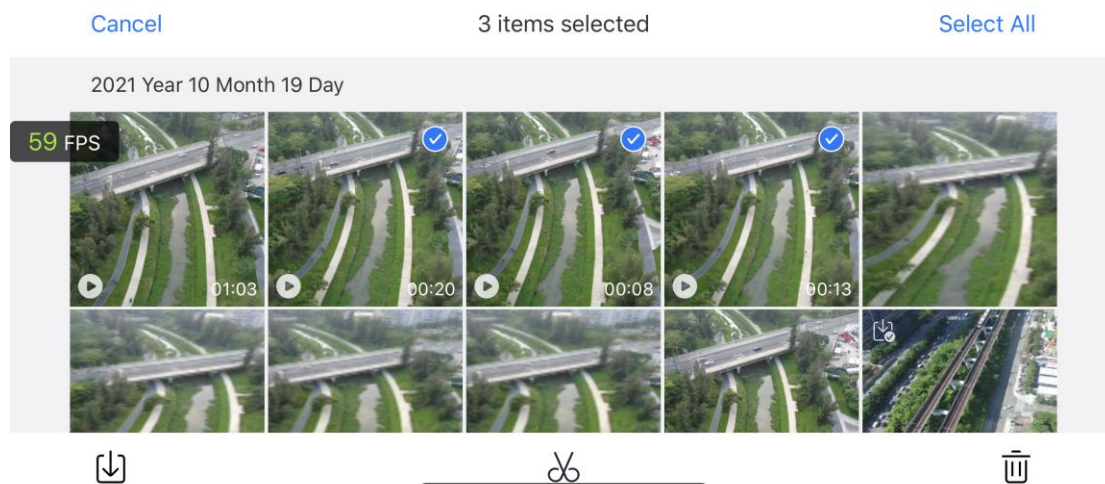 Cancel 3 items selected Select All
2021 Year 10 Month 19 Day
59 FPS
01:03 00:20 00:08 00:13